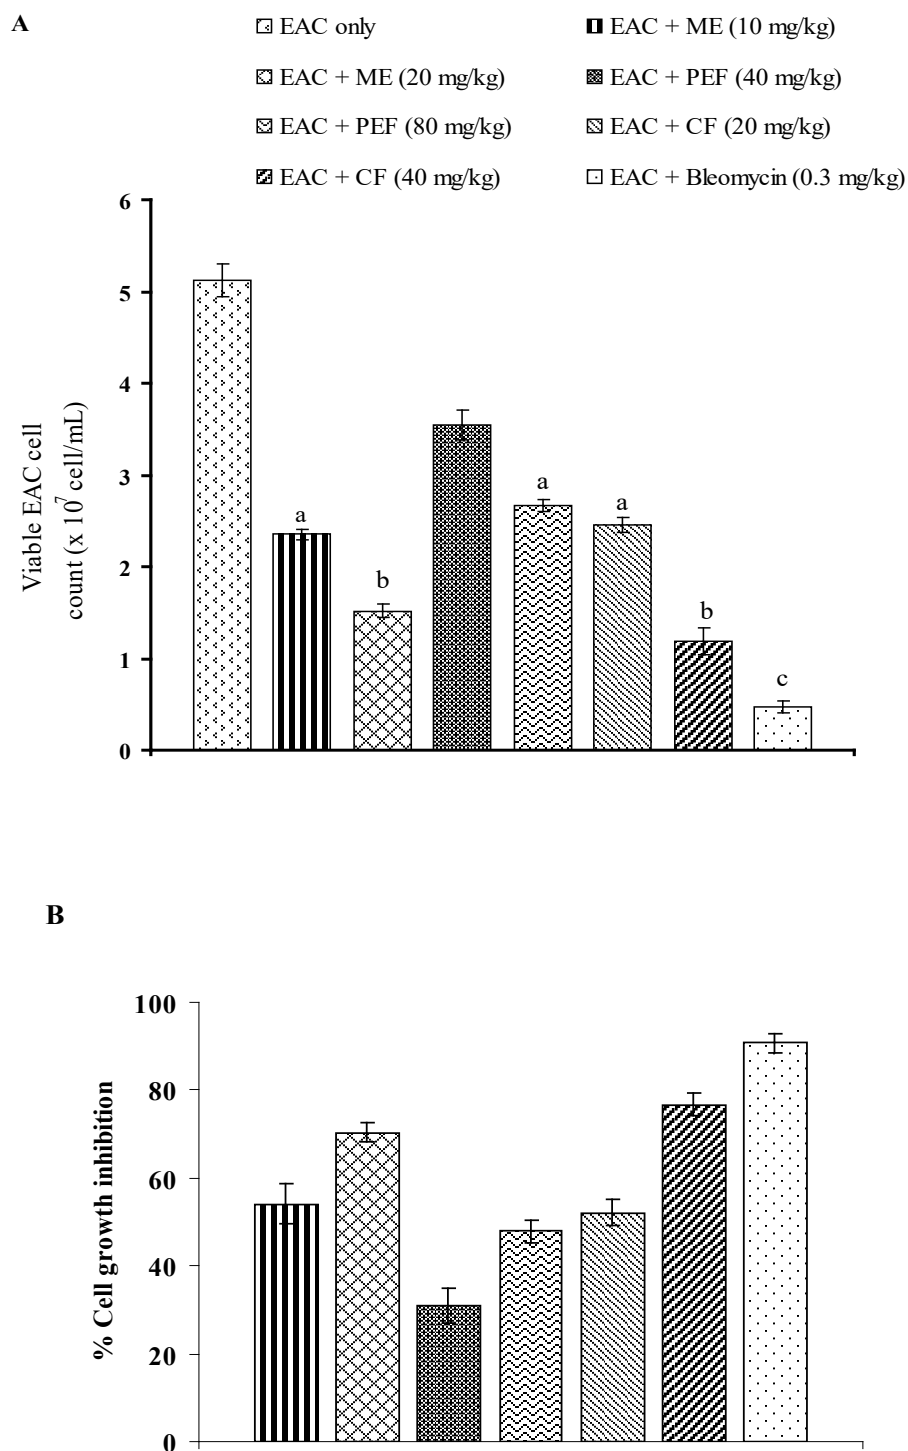 A
EAC only
EAC + ME (10 mg/kg)
EAC + ME (20 mg/kg)
EAC + PEF (40 mg/kg)
EAC + PEF (80 mg/kg)
EAC + CF (20 mg/kg)
EAC + CF (40 mg/kg)
EAC + Bleomycin (0.3 mg/kg)
6
5
4
3
2
1
0
Viable EAC cell
count (x 10⁷ cell/mL)
a
b
a
a
b
c
B
100
80
60
40
20
0
% Cell growth inhibition